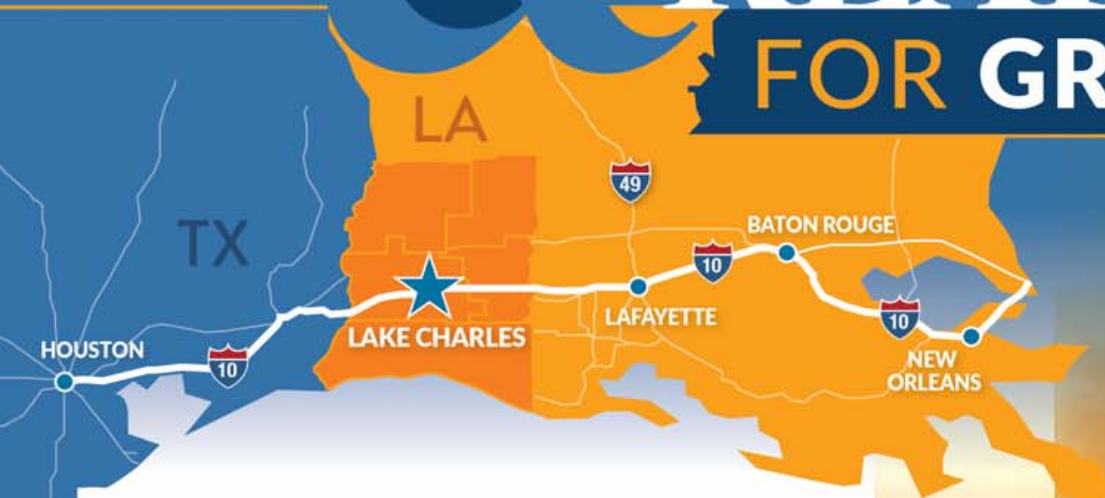 FOR GR
LA
49
TX
BATON ROUGE
10
LAKE CHARLES
LAFAYETTE
10
HOUSTON
10
NEW
ORLEANS